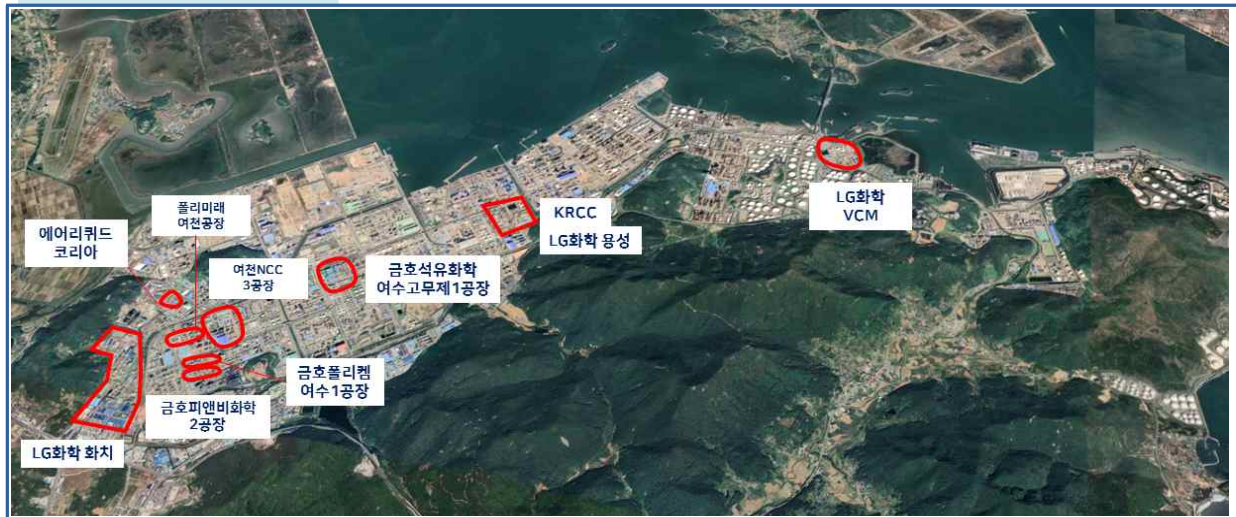 폴리미래
여천공장
에어리퀴드
코리아
여천NCC
3공장
금호석유화학
여수고무제1공장
KRCC
LG화학 용성
LG화학
VCM
금호폴리켐
여수1공장
금호피앤비화학
2공장
LG화학 화치